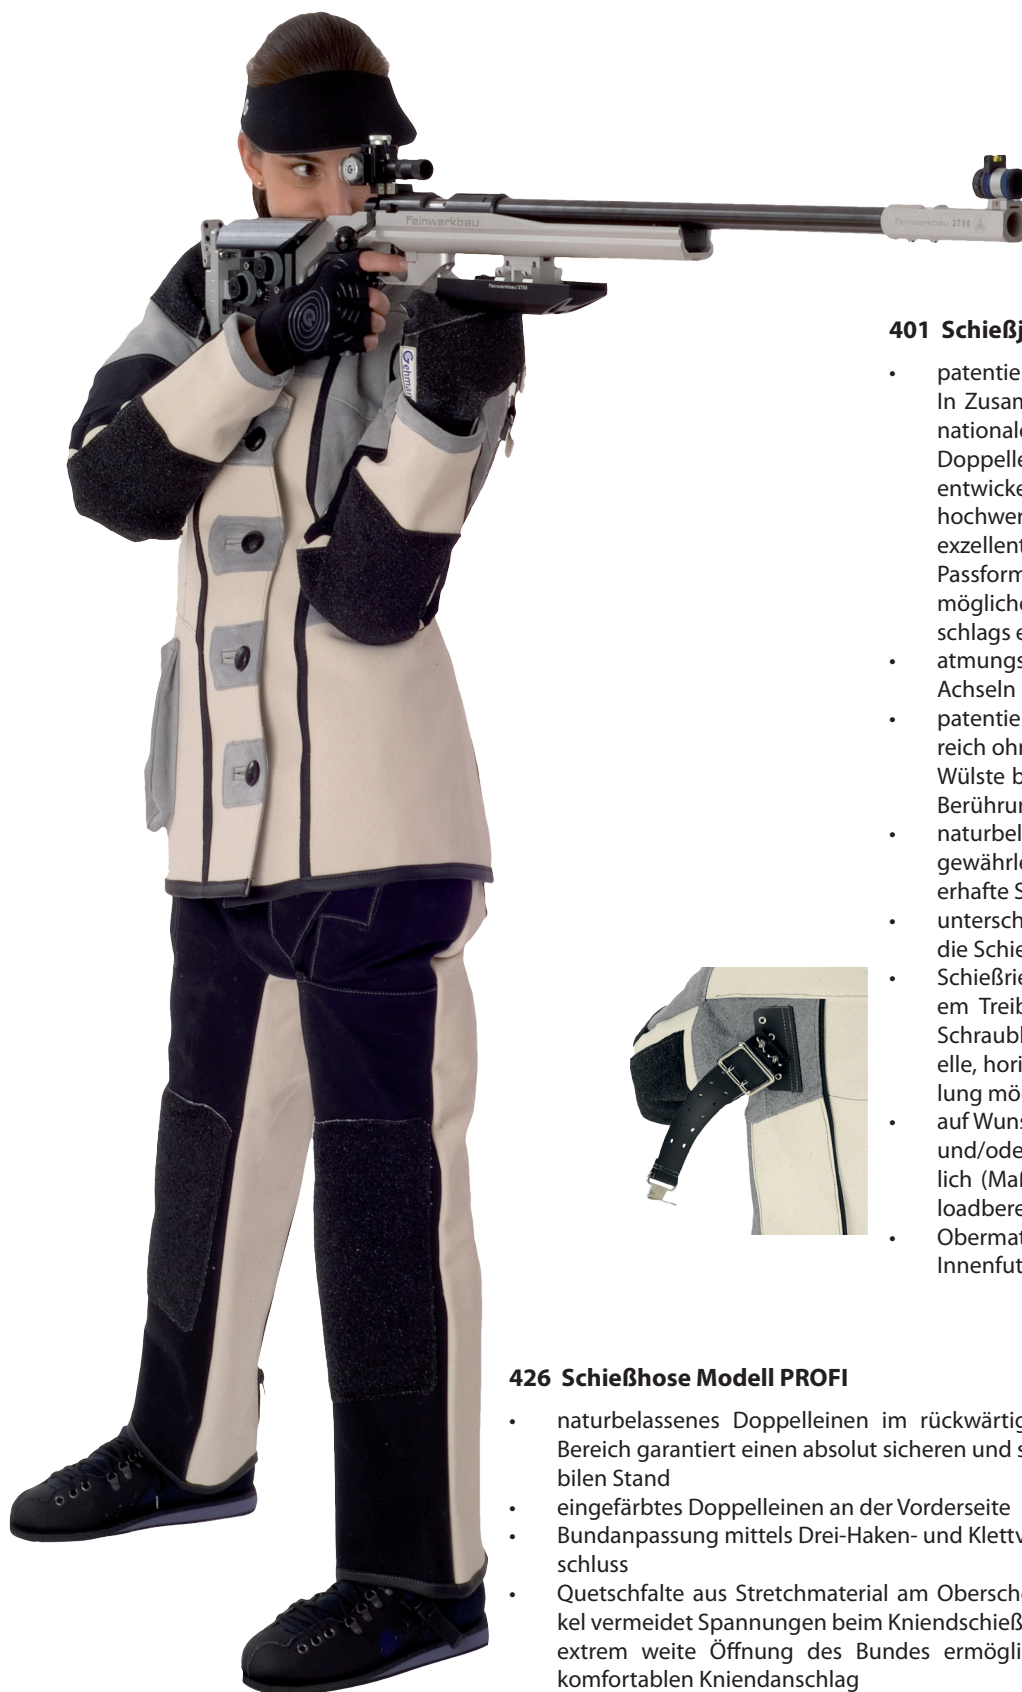 Feinwerkbau
Feinwerkbau 2700
Feinwerkbau 2700
Gehman
401 Schießj
• patentie
In Zusam
nationale
Doppelle
entwicke
hochwer
exzellent
Passform
mögliche
schlags e
• atmungs
Achseln
• patentie
reich ohn
Wülste b
Berührun
• naturbel
gewährle
erhafte S
• untersch
die Schie
• Schießrie
em Treib
Schraubl
elle, hori
lung mö
• auf Wuns
und/ode
lich (Maß
loadbere
• Obermat
Innenfut
426 Schießhose Modell PROFI
• naturbelassenes Doppelleinen im rückwärtig
Bereich garantiert einen absolut sicheren und s
bilen Stand
• eingefärbtes Doppelleinen an der Vorderseite
• Bundanpassung mittels Drei-Haken- und Klettv
schluss
• Quetschfalte aus Stretchmaterial am Obersche
kel vermeidet Spannungen beim Kniendschieß
extrem weite Öffnung des Bundes ermögli
komfortablen Kniendanschlag